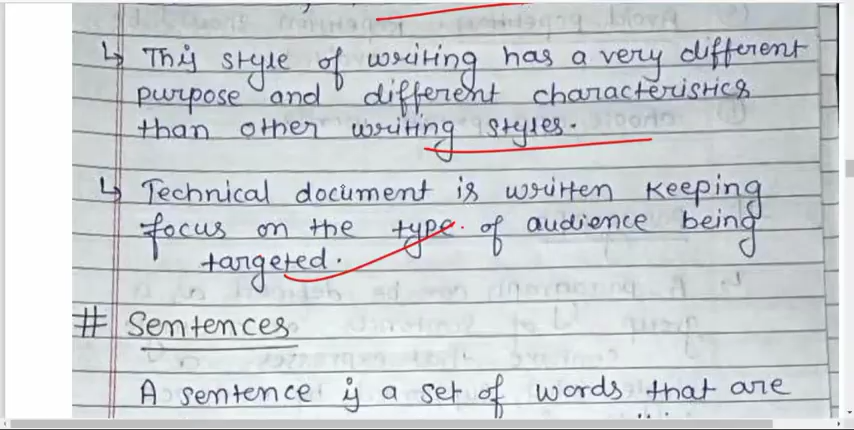 ↳ This style of writing has a very different
purpose and different characteristics
than other writing styles.
↳ Technical document is written keeping
focus on the type of audience being
targeted.
# Sentences
A sentence is a set of words that are